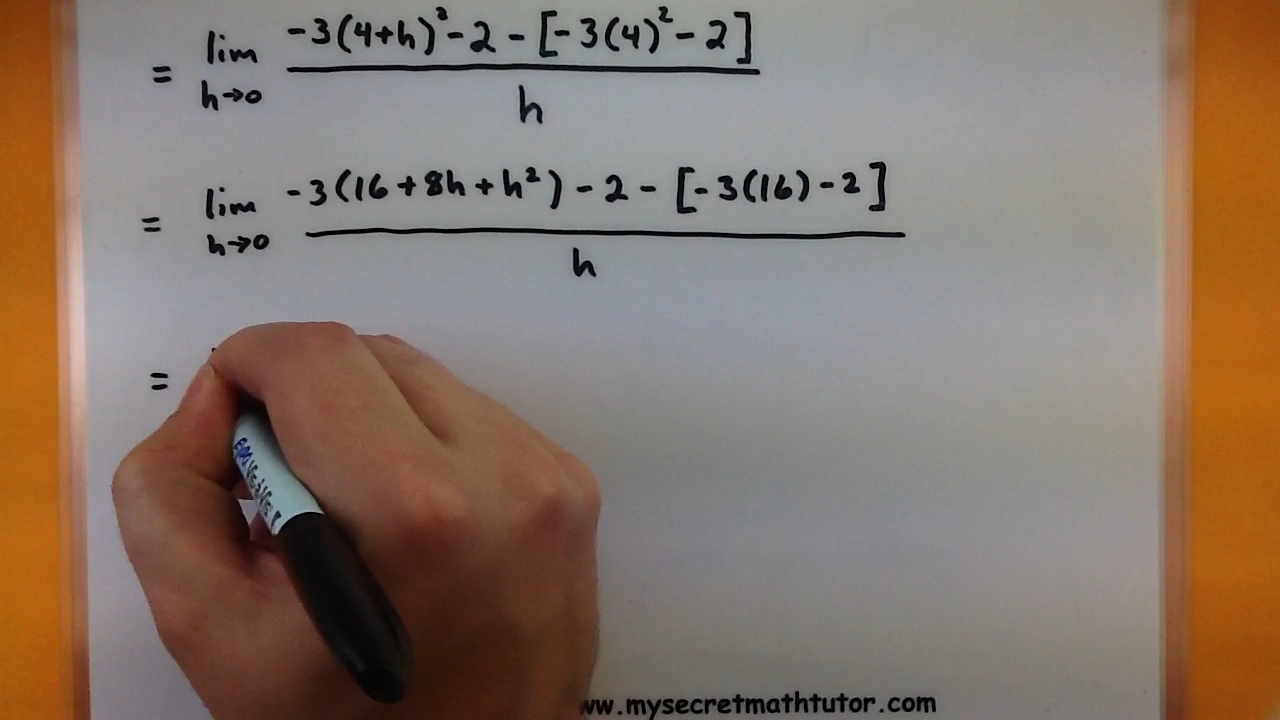 = lim h→0 -3(4+h)² - 2 - [-3(4)² - 2] / h
= lim h→0 -3(16 + 8h + h²) - 2 - [-3(16) - 2] / h
=
ww.mysecretmathtutor.com